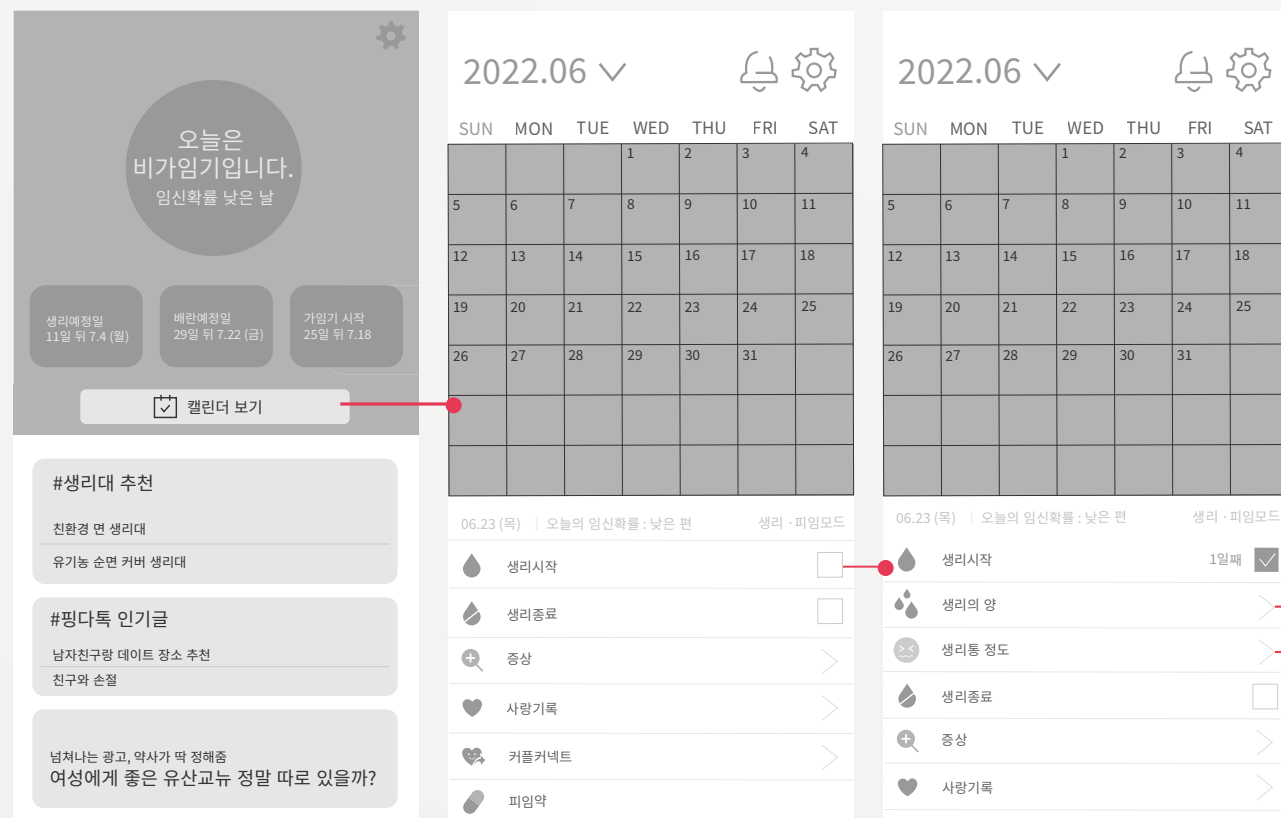 오늘은
비가임기입니다.
임신확률 낮은 날
생리예정일
11일 뒤 7.4 (월)
배란예정일
29일 뒤 7.22 (금)
가임기 시작
25일 뒤 7.18
캘린더 보기
#생리대 추천
친환경 면 생리대
유기농 순면 커버 생리대
#핑다톡 인기글
남자친구랑 데이트 장소 추천
친구와 손절
넘쳐나는 광고, 약사가 딱 정해줌
여성에게 좋은 유산교뉴 정말 따로 있을까?
2022.06
SUN MON TUE WED THU FRI SAT
1 2 3 4
5 6 7 8 9 10 11
12 13 14 15 16 17 18
19 20 21 22 23 24 25
26 27 28 29 30 31
06.23 (목) | 오늘의 임신확률 : 낮은 편 생리 · 피임모드
생리시작
생리종료
증상
사랑기록
커플커넥트
피임약
2022.06
SUN MON TUE WED THU FRI SAT
1 2 3 4
5 6 7 8 9 10 11
12 13 14 15 16 17 18
19 20 21 22 23 24 25
26 27 28 29 30 31
06.23 (목) | 오늘의 임신확률 : 낮은 편 생리 · 피임모드
생리시작 1일째
생리의 양
생리통 정도
생리종료
증상
사랑기록